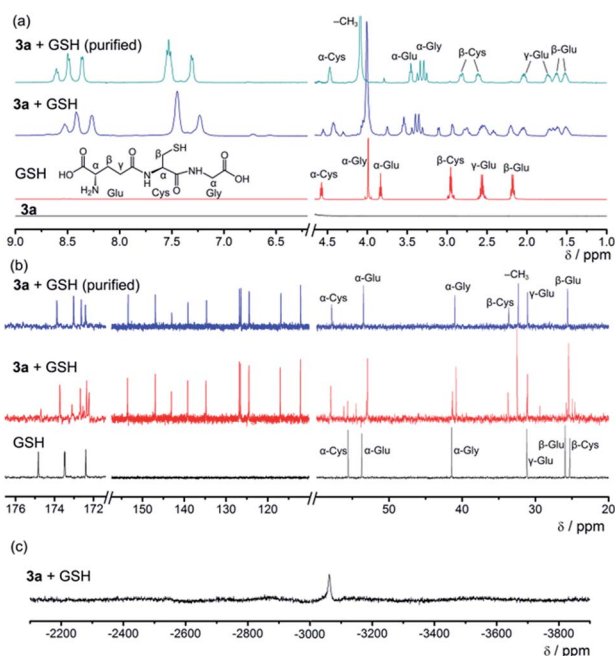 (a)
3a + GSH (purified)
–CH3
α-Cys
α-Glu
α-Gly
β-Cys
γ-Glu
β-Glu
3a + GSH
GSH
HO
O
α
β
γ
H2N
Glu
O
N
H
β
SH
α
O
Cys
H
N
α
O
OH
Gly
α-Cys
α-Gly
α-Glu
β-Cys
γ-Glu
β-Glu
3a
9.0 8.5 8.0 7.5 7.0 6.5 4.5 4.0 3.5 3.0 2.5 2.0 1.5 1.0
δ / ppm
(b)
3a + GSH (purified)
α-Cys
α-Glu
α-Gly
β-Cys
–CH3
γ-Glu
β-Glu
3a + GSH
GSH
α-Cys
α-Glu
α-Gly
γ-Glu
β-Glu
β-Cys
176 174 172 150 140 130 120 50 40 30 20
δ / ppm
(c)
3a + GSH
-2200 -2400 -2600 -2800 -3000 -3200 -3400 -3600 -3800
δ / ppm